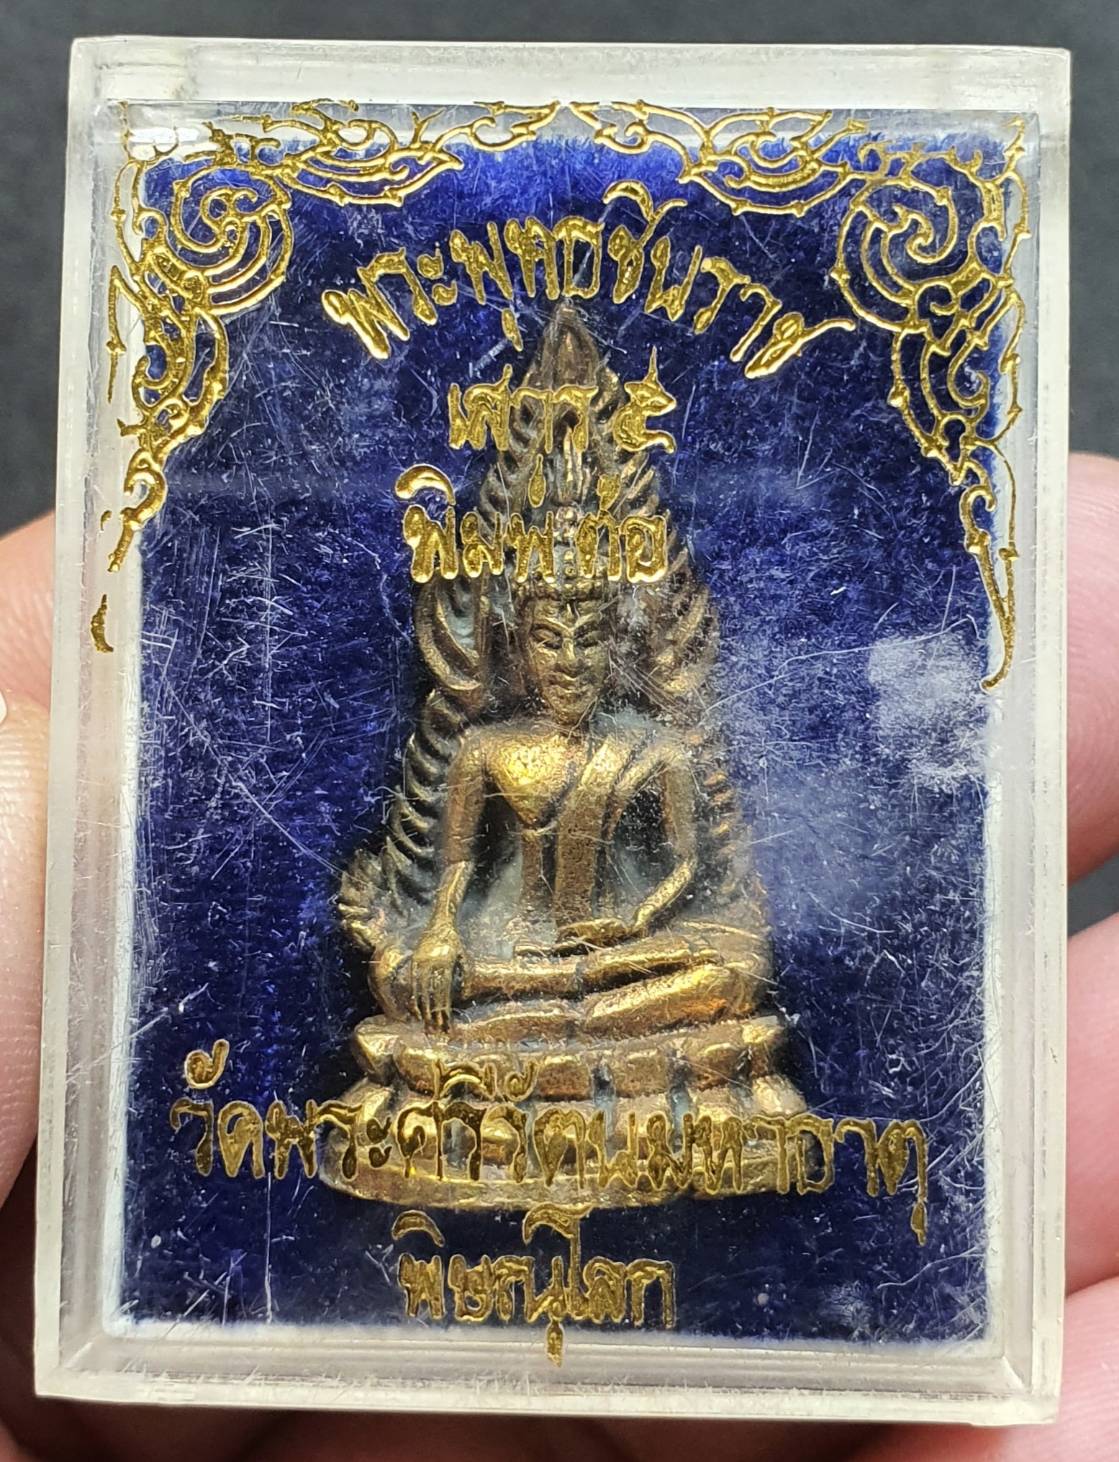 พระพุทธชินราช
เสาร์ ๕
พิมพ์ต้อ
วัดพระศรีรัตนมหาธาตุ
พิษณุโลก